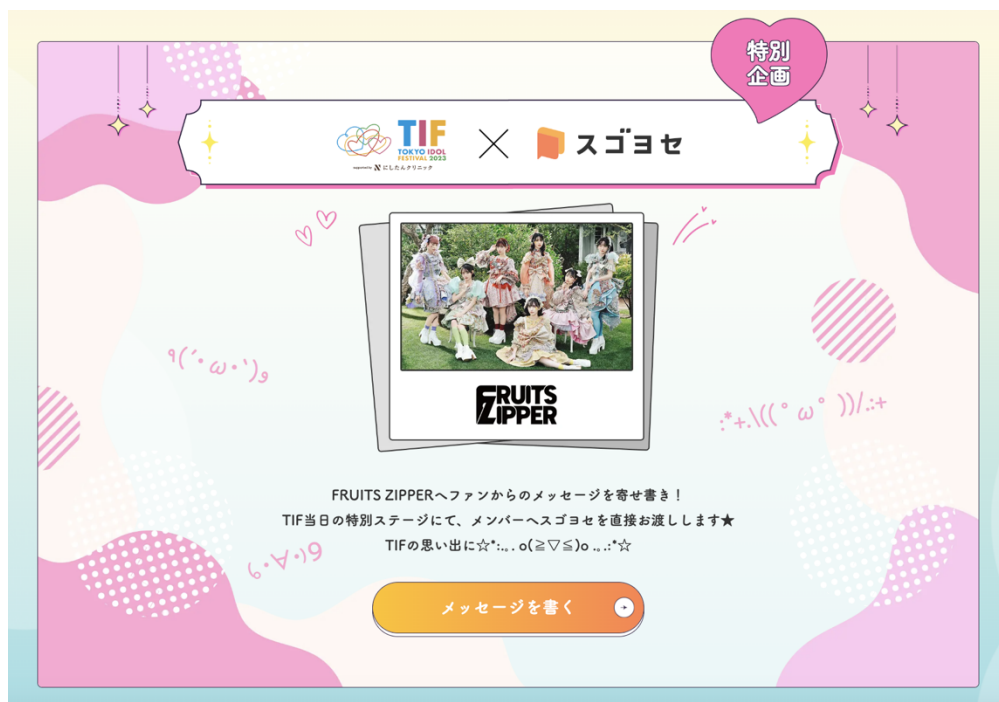 特別
企画
TIF
TOKYO IDOL
FESTIVAL 2023
supported by にしたんクリニック
スゴヨセ
FRUITS
ZIPPER
٩(´・ω・`)و
:*+.\((°ω°))/.:+
FRUITS ZIPPERへファンからのメッセージを寄せ書き！
TIF当日の特別ステージにて、メンバーへスゴヨセを直接お渡しします★
TIFの思い出に☆*:.｡. o(≧▽≦)o .｡.:*☆
６・∀・)９
メッセージを書く